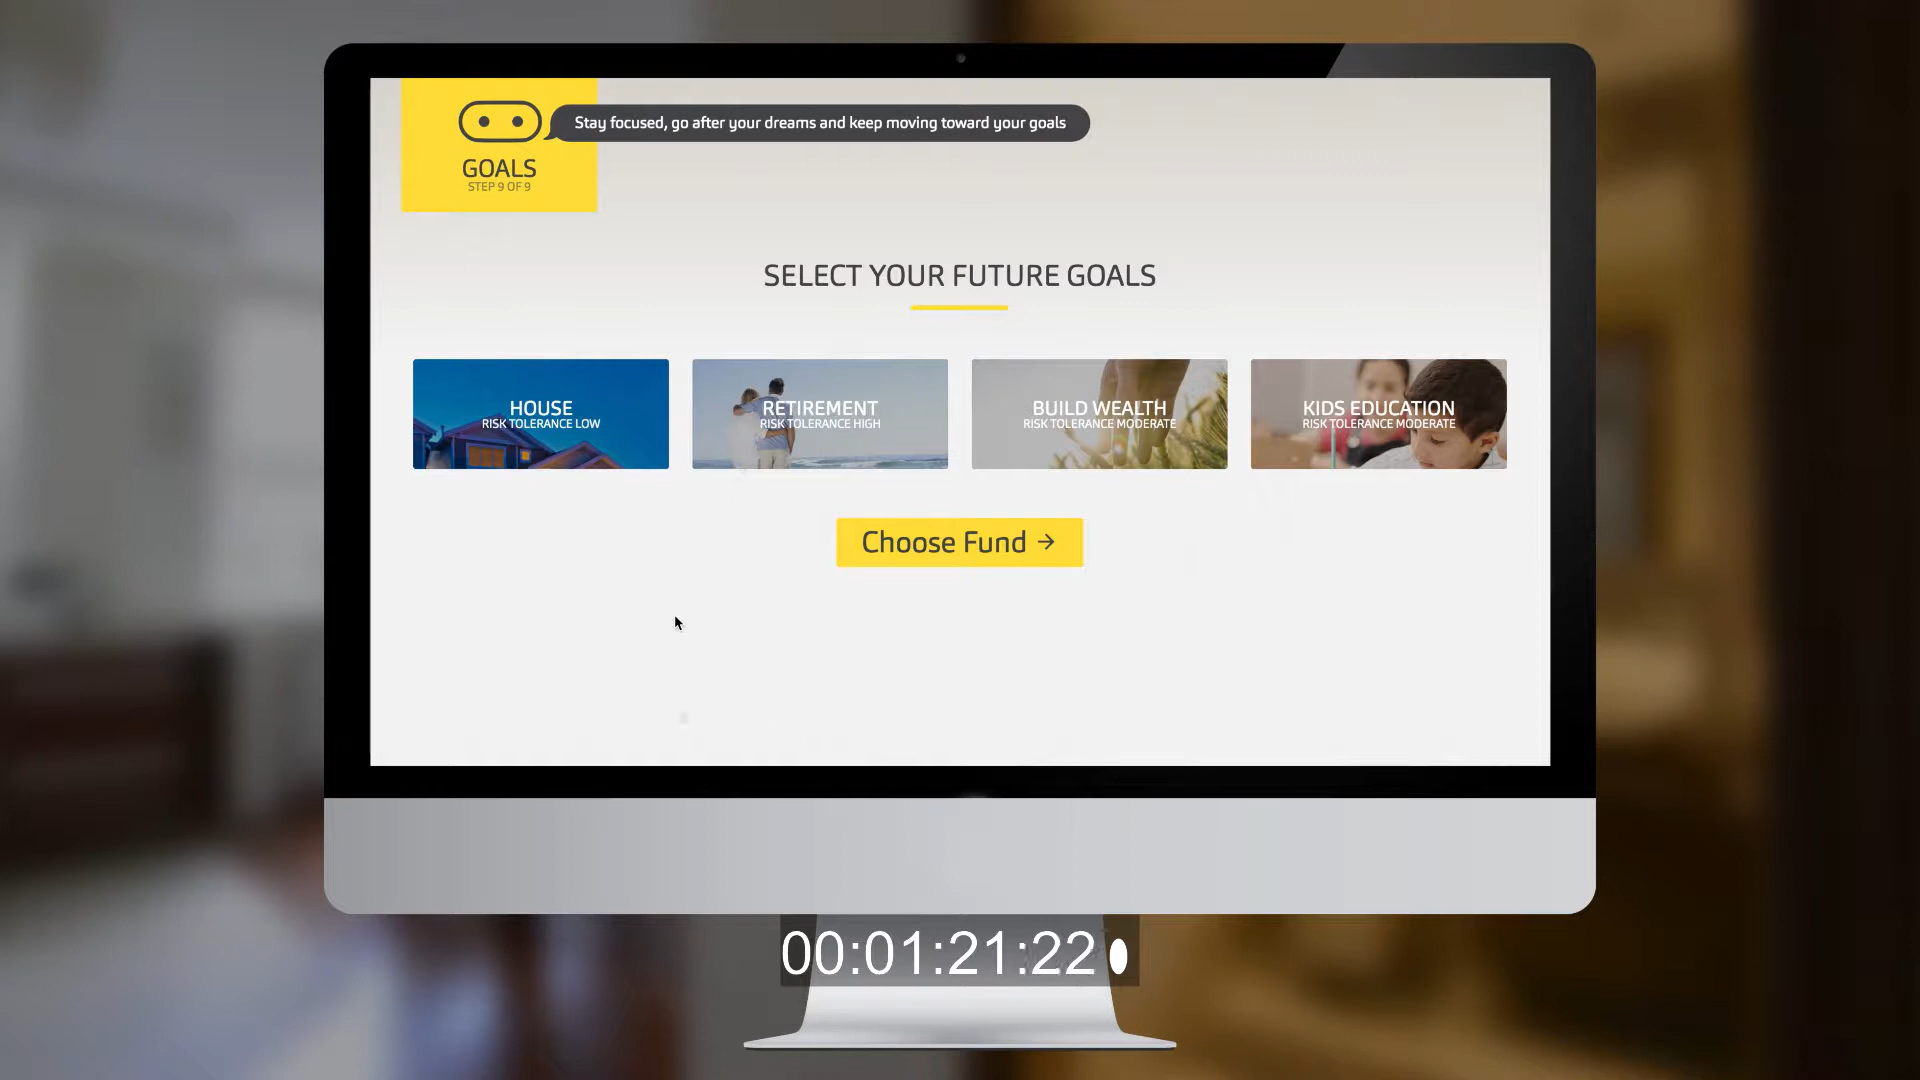 Stay focused, go after your dreams and keep moving toward your goals
GOALS
STEP 9 OF 9
SELECT YOUR FUTURE GOALS
HOUSE
RISK TOLERANCE LOW
RETIREMENT
RISK TOLERANCE HIGH
BUILD WEALTH
RISK TOLERANCE MODERATE
KIDS EDUCATION
RISK TOLERANCE MODERATE
Choose Fund →
00:01:21:22